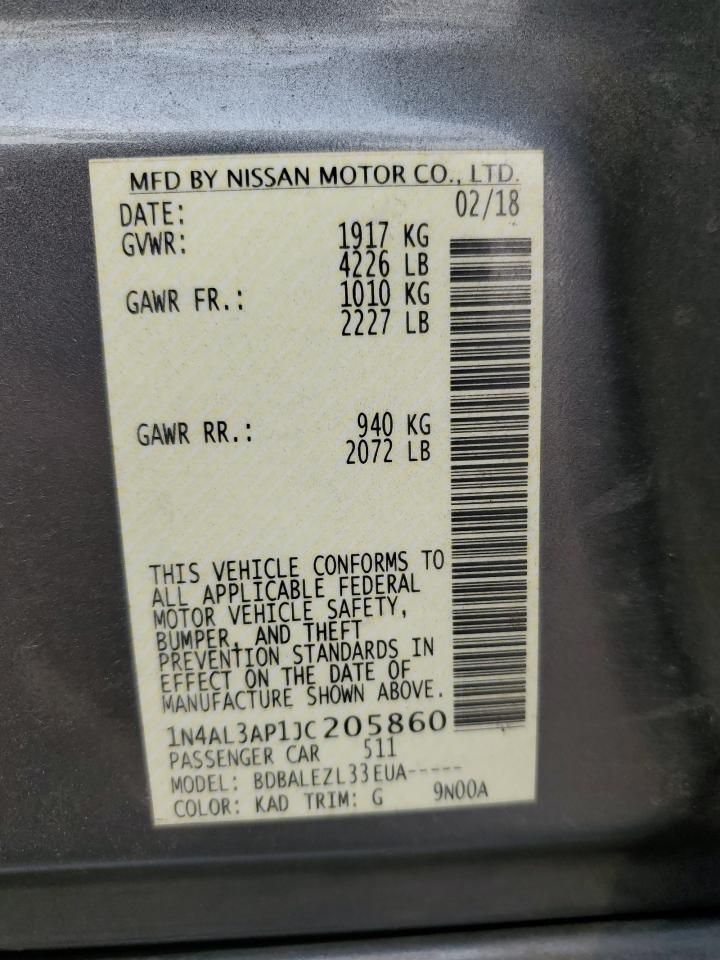 MFD BY NISSAN MOTOR CO., LTD.
DATE: 02/18
GVWR: 1917 KG
4226 LB
GAWR FR.: 1010 KG
2227 LB
GAWR RR.: 940 KG
2072 LB
THIS VEHICLE CONFORMS TO
ALL APPLICABLE FEDERAL
MOTOR VEHICLE SAFETY,
BUMPER, AND THEFT
PREVENTION STANDARDS IN
EFFECT ON THE DATE OF
MANUFACTURE SHOWN ABOVE.
1N4AL3AP1JC205860
PASSENGER CAR 511
MODEL: BDBALEZL33EUA-----
COLOR: KAD TRIM: G 9N00A